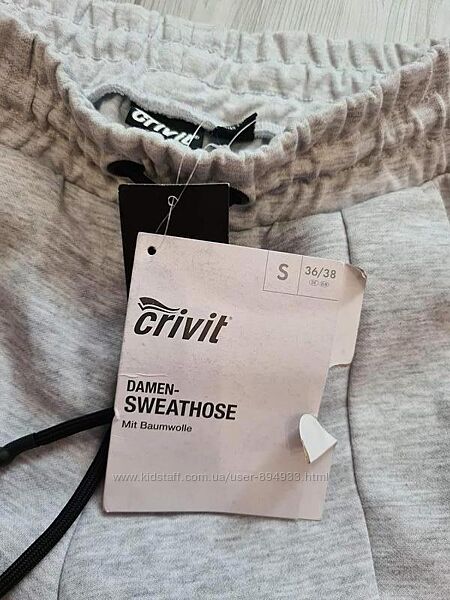 crivit
S
36/38
crivit®
DAMEN-
SWEATHOSE
Mit Baumwolle
www.kidstaff.com.ua/user-894933.html